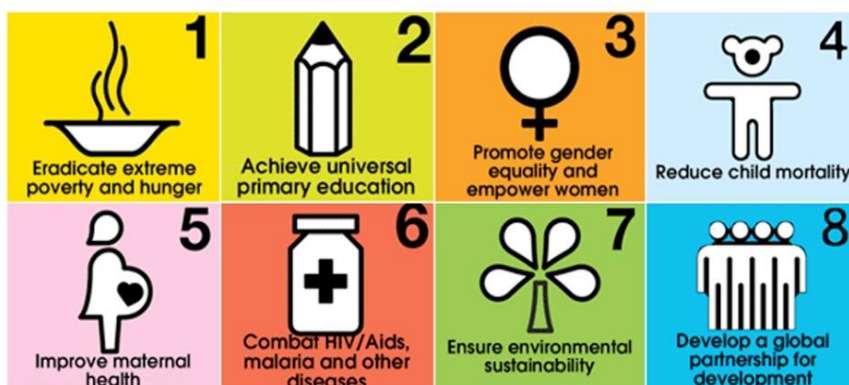 1
Eradicate extreme
poverty and hunger
2
Achieve universal
primary education
3
Promote gender
equality and
empower women
4
Reduce child mortality
5
Improve maternal
health
6
Combat HIV/Aids,
malaria and other
diseases
7
Ensure environmental
sustainability
8
Develop a global
partnership for
development